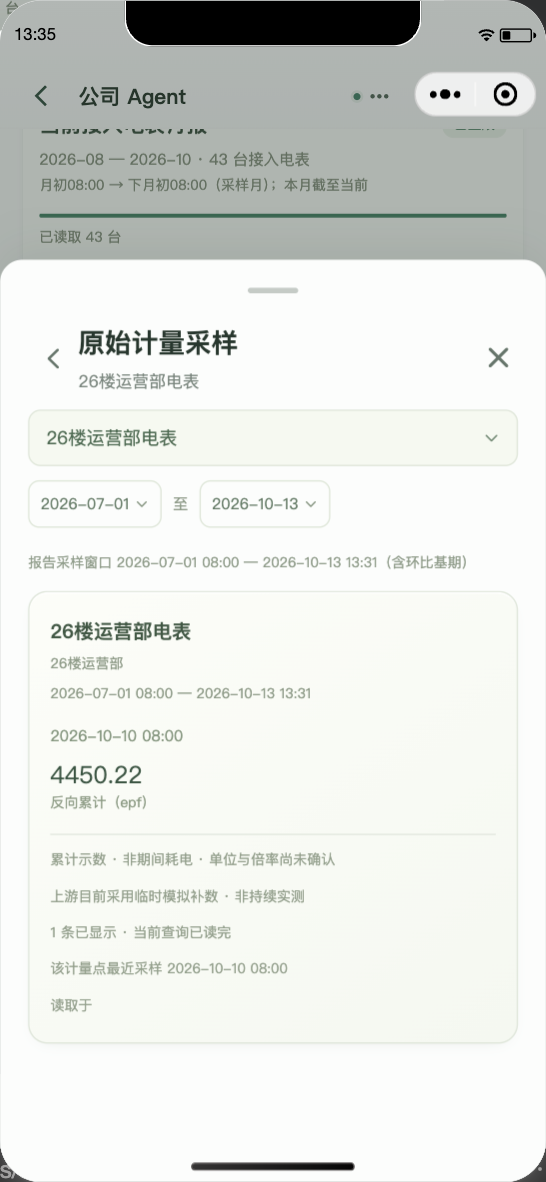 13:35
公司 Agent
当前接入电表月报
2026-08 — 2026-10 · 43 台接入电表
月初08:00 → 下月初08:00（采样月）；本月截至当前
已读取 43 台
原始计量采样
26楼运营部电表
26楼运营部电表
2026-07-01 至 2026-10-13
报告采样窗口 2026-07-01 08:00 — 2026-10-13 13:31（含环比基期）
26楼运营部电表
26楼运营部
2026-07-01 08:00 — 2026-10-13 13:31
2026-10-10 08:00
4450.22
反向累计（epf）
累计示数 · 非期间耗电 · 单位与倍率尚未确认
上游目前采用临时模拟补数 · 非持续实测
1 条已显示 · 当前查询已读完
该计量点最近采样 2026-10-10 08:00
读取于